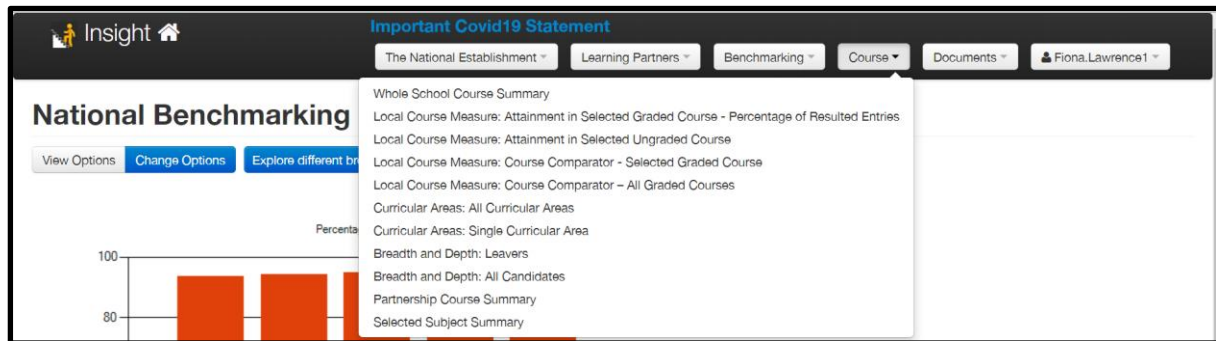 Insight
Important Covid19 Statement
The National Establishment
Learning Partners
Benchmarking
Course
Documents
Fiona.Lawrence1
National Benchmarking
View Options
Change Options
Explore different br
Whole School Course Summary
Local Course Measure: Attainment in Selected Graded Course - Percentage of Resulted Entries
Local Course Measure: Attainment in Selected Ungraded Course
Local Course Measure: Course Comparator - Selected Graded Course
Local Course Measure: Course Comparator – All Graded Courses
Curricular Areas: All Curricular Areas
Curricular Areas: Single Curricular Area
Breadth and Depth: Leavers
Breadth and Depth: All Candidates
Partnership Course Summary
Selected Subject Summary
Percenta
100
80